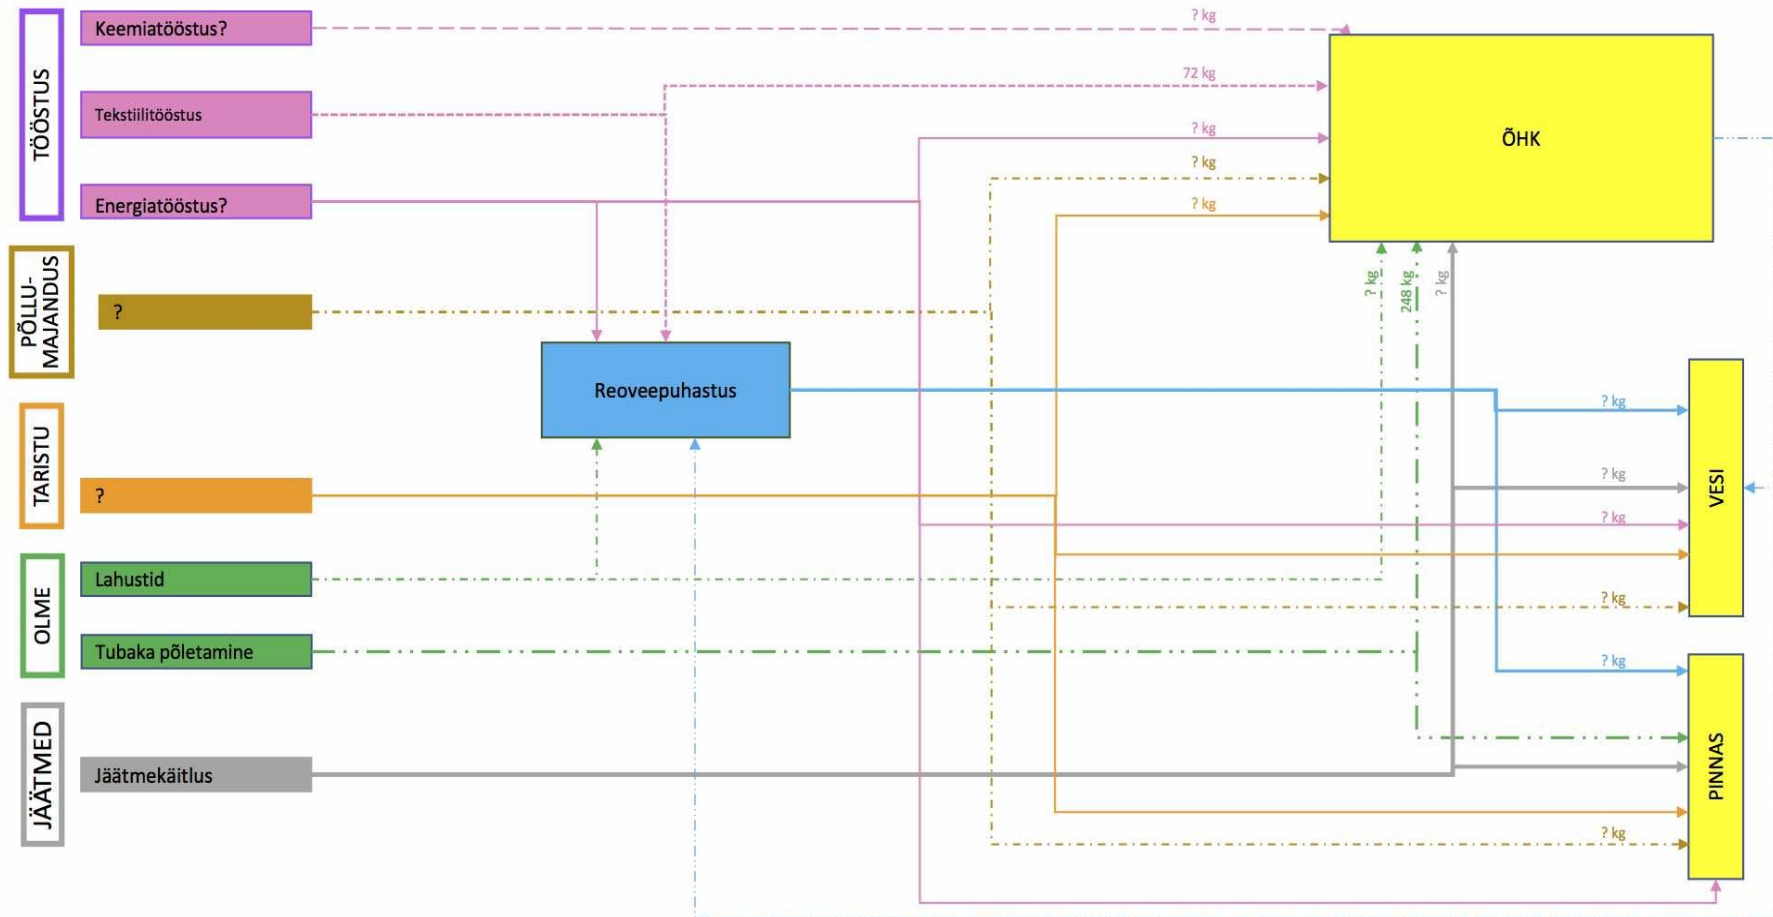 TÖÖSTUS
Keemiatööstus?
Tekstiilitööstus
Energiatööstus?
PÕLLU-
MAJANDUS
?
TARISTU
?
OLME
Lahustid
Tubaka põletamine
JÄÄTMED
Jäätmekäitlus
Reoveepuhastus
? kg
72 kg
? kg
? kg
? kg
ÕHK
? kg
248 kg
? kg
? kg
? kg
? kg
? kg
VESI
? kg
? kg
PINNAS